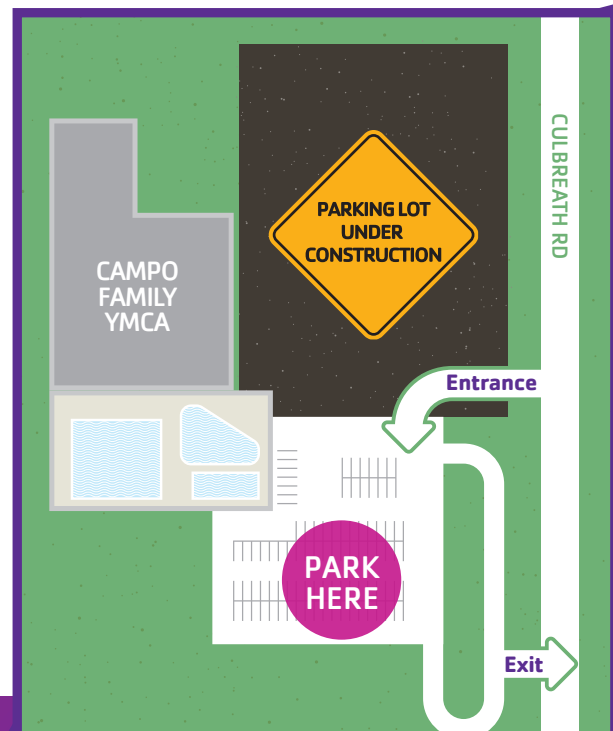 CULBREATH RD
PARKING LOT
UNDER
CONSTRUCTION
CAMPO
FAMILY
YMCA
Entrance
PARK
HERE
Exit